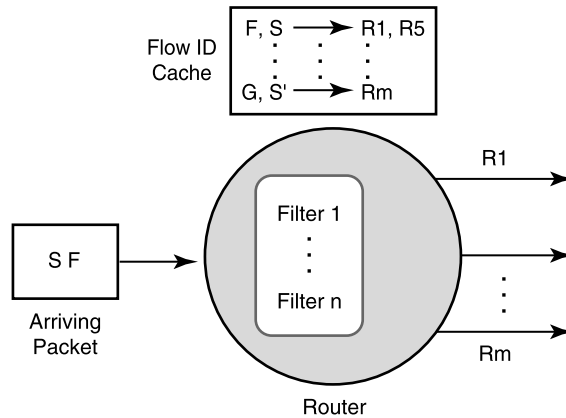 Flow ID
Cache
F, S R1, R5
G, S' Rm
R1
Filter 1
S F
Filter n
Arriving
Packet
Rm
Router